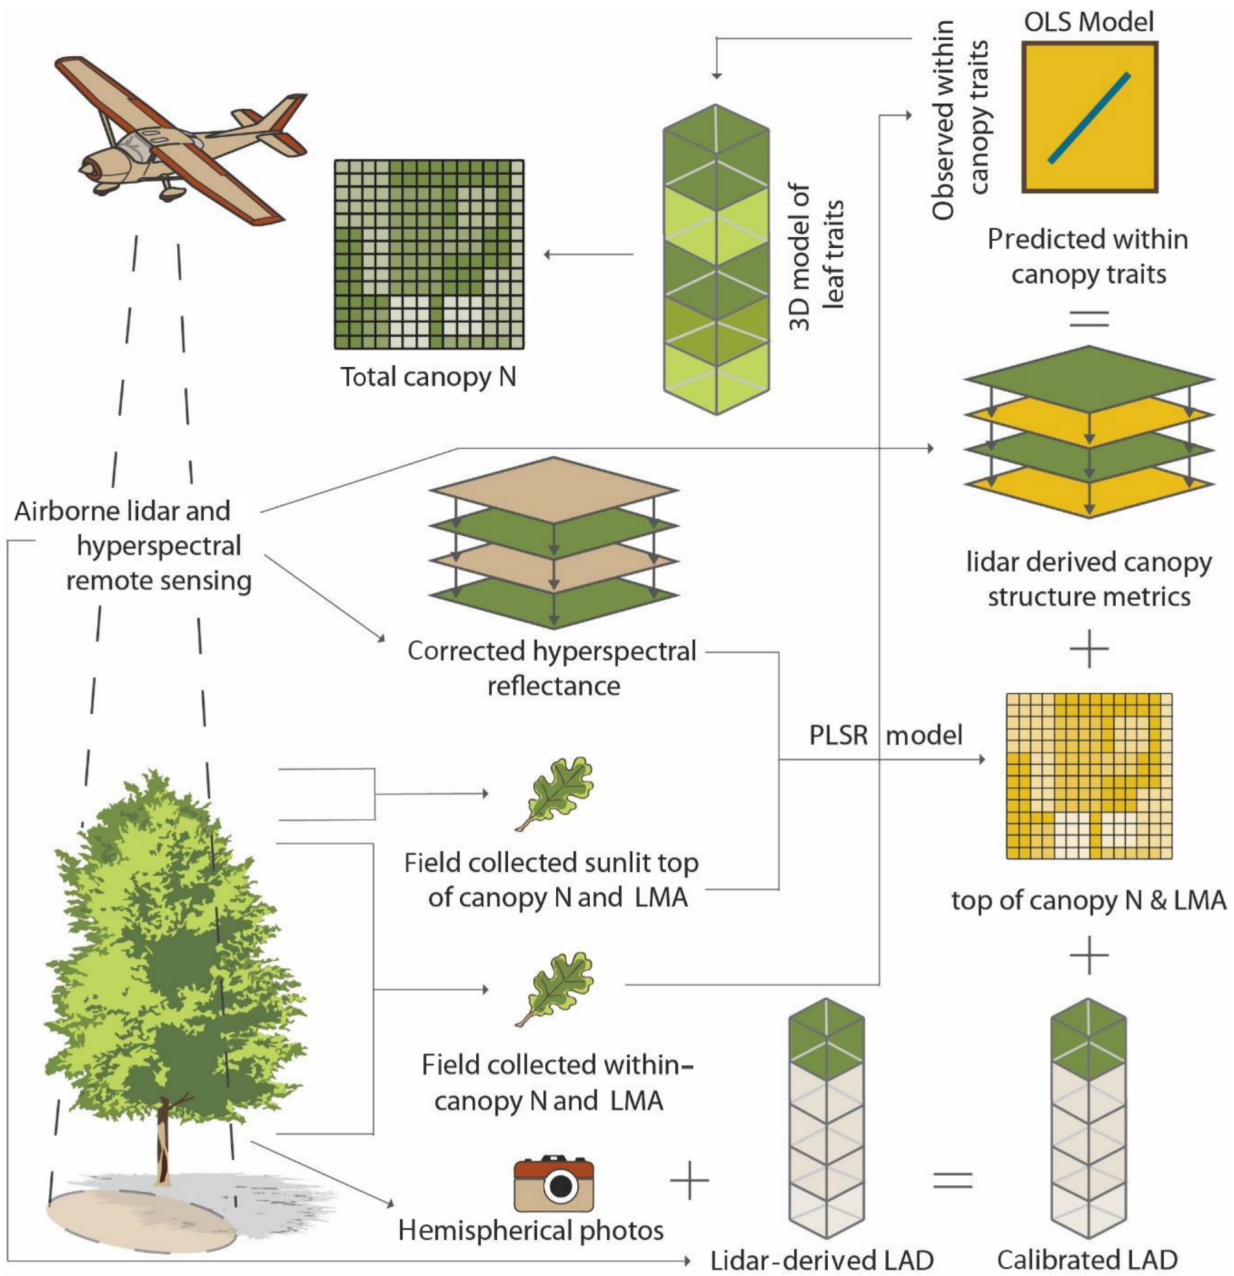 OLS Model
Observed within
canopy traits
Predicted within
canopy traits
3D model of
leaf traits
Total canopy N
Airborne lidar and
hyperspectral
remote sensing
lidar derived canopy
structure metrics
Corrected hyperspectral
reflectance
PLSR model
Field collected sunlit top
of canopy N and LMA
top of canopy N & LMA
Field collected within–
canopy N and LMA
Hemispherical photos
Lidar-derived LAD
Calibrated LAD